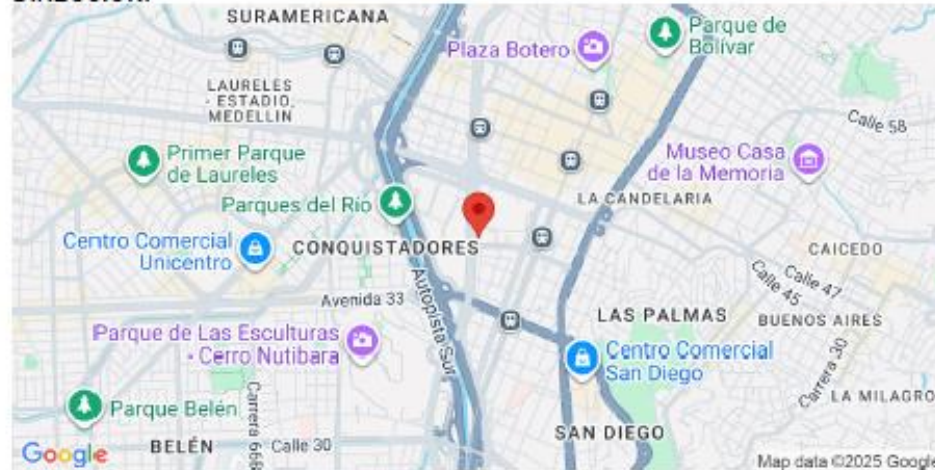 SURAMERICANA
Plaza Botero
Parque de
Bolívar
LAURELES
- ESTADIO,
MEDELLIN
Calle 58
Primer Parque
de Laureles
Museo Casa
de la Memoria
Parques del Río
LA CANDELARIA
Centro Comercial
Unicentro
CONQUISTADORES
CAICEDO
Autopista Sur
Calle 47
Calle 45
Avenida 33
LAS PALMAS
BUENOS AIRES
Parque de Las Esculturas
- Cerro Nutibara
Centro Comercial
San Diego
Carrera 30
LA MILAGRO
Parque Belén
Carrera 66B
BELÉN
Calle 30
SAN DIEGO
Google
Map data ©2025 Google